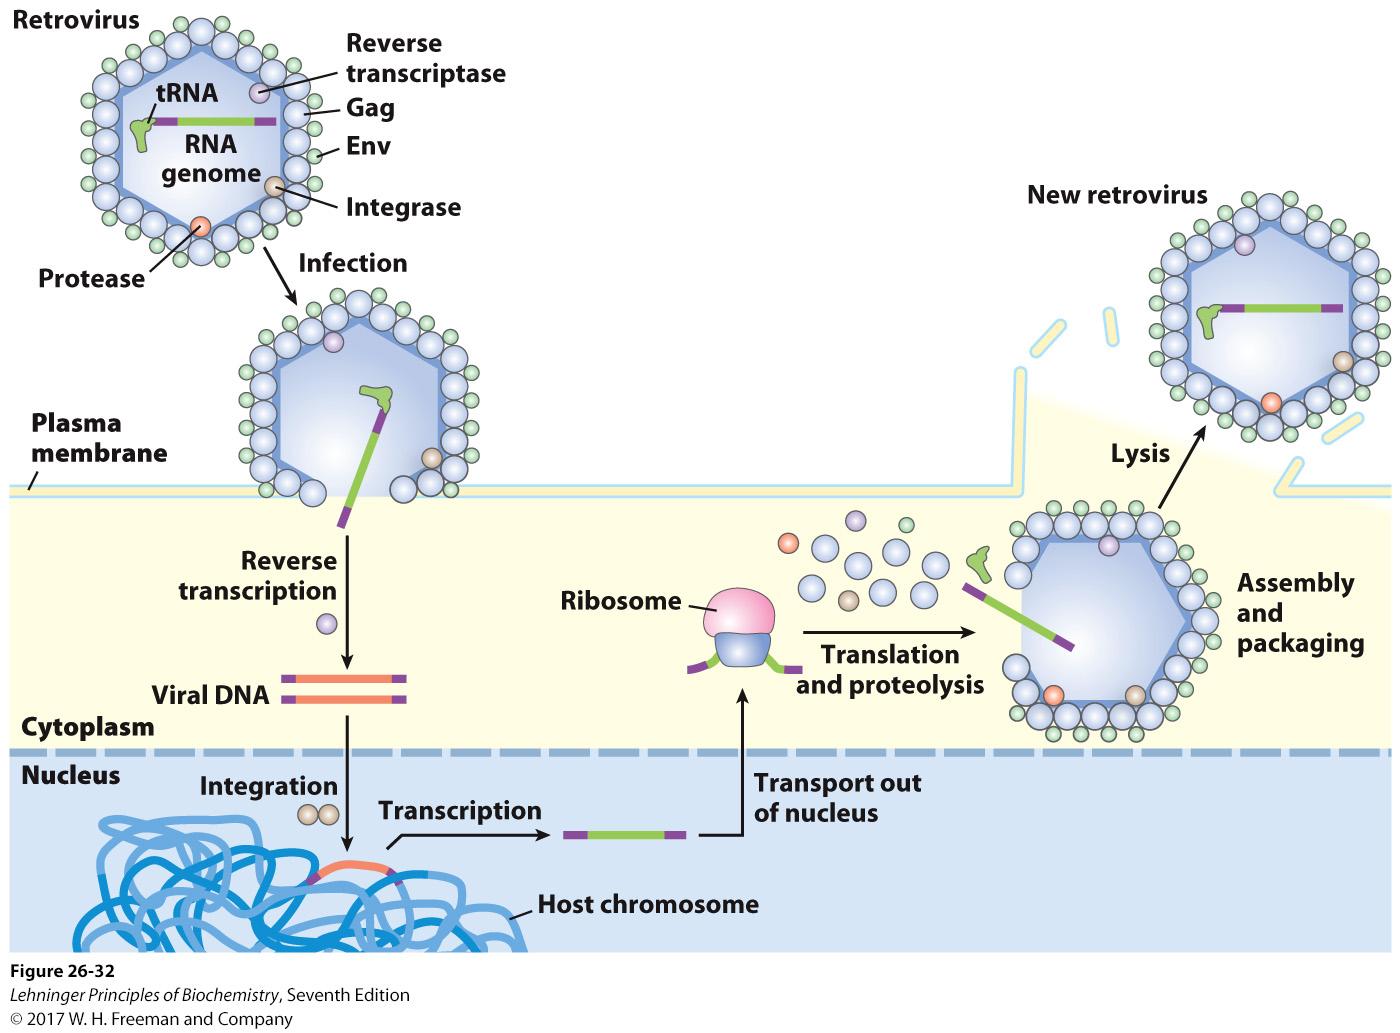 Retrovirus
Reverse
transcriptase
tRNA
Gag
RNA
genome
Env
Integrase
Protease
Infection
New retrovirus
Plasma
membrane
Lysis
Reverse
transcription
Ribosome
Assembly
and
packaging
Translation
and proteolysis
Viral DNA
Cytoplasm
Nucleus
Integration
Transcription
Transport out
of nucleus
Host chromosome
Figure 26-32
Lehninger Principles of Biochemistry, Seventh Edition
© 2017 W. H. Freeman and Company